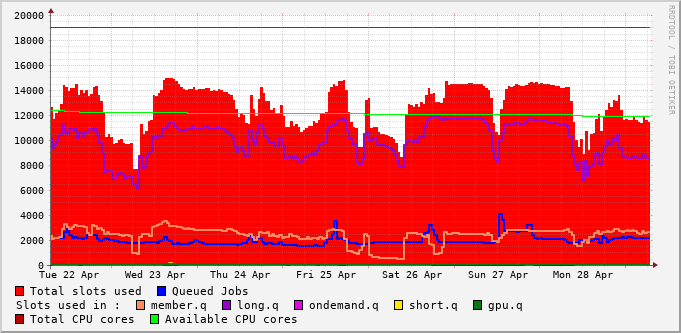 20000
18000
16000
14000
12000
10000
8000
6000
4000
2000
0
Tue 22 Apr Wed 23 Apr Thu 24 Apr Fri 25 Apr Sat 26 Apr Sun 27 Apr Mon 28 Apr
Total slots used Queued Jobs
Slots used in : member.q long.q ondemand.q short.q gpu.q
Total CPU cores Available CPU cores
RRDTOOL / TOBI OETIKER